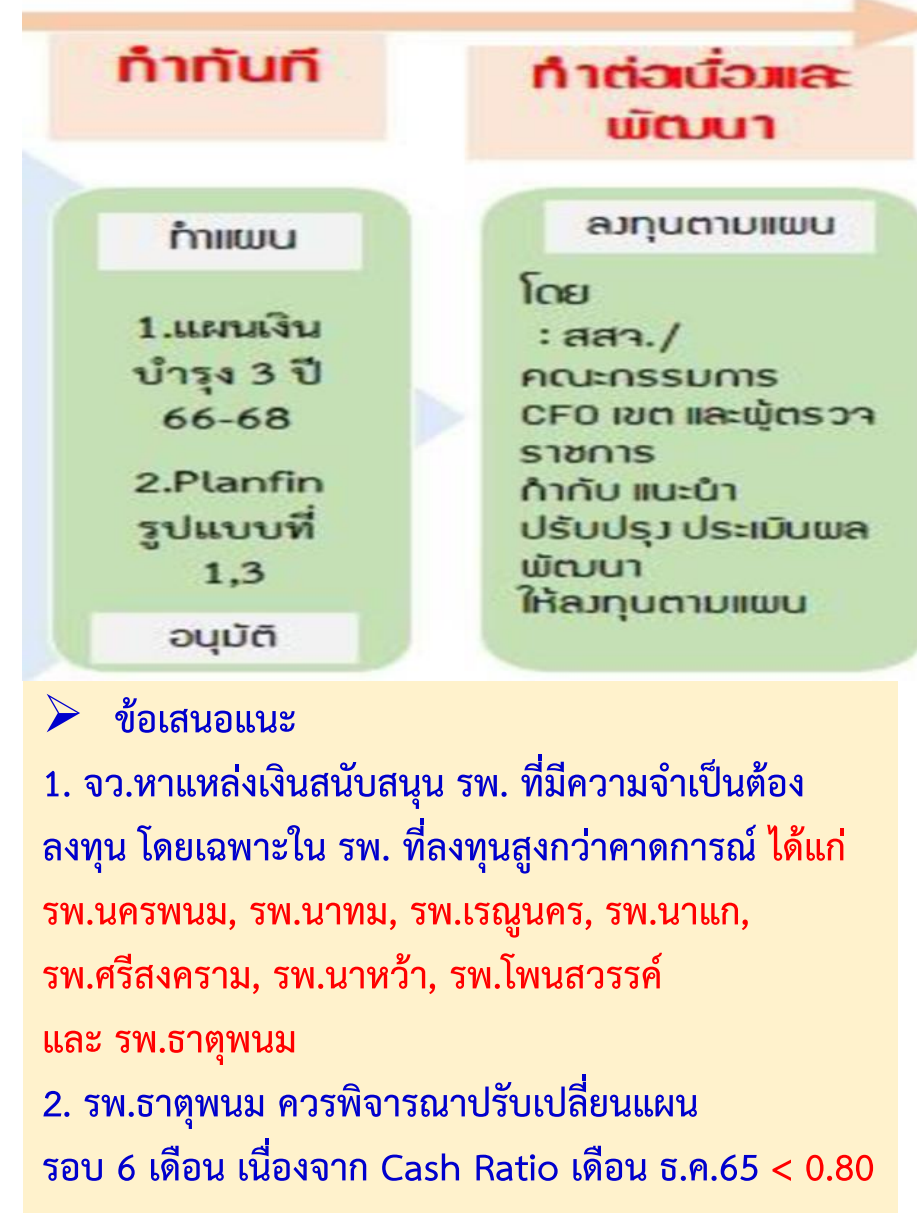 ทำทันที
ทำต่อเนื่องและ
พัฒนา
ทำแผน
1.แผนเงิน
บำรุง 3 ปี
66-68
2.Planfin
รูปแบบที่
1,3
อนุมัติ
ลงทุนตามแผน
โดย
: สสจ./
คณะกรรมการ
CFO เขต และผู้ตรวจ
ราชการ
กำกับ แนะนำ
ปรับปรุง ประเมินผล
พัฒนา
ให้ลงทุนตามแผน
➢ ข้อเสนอแนะ
1. จว.หาแหล่งเงินสนับสนุน รพ. ที่มีความจำเป็นต้อง
ลงทุน โดยเฉพาะใน รพ. ที่ลงทุนสูงกว่าคาดการณ์ ได้แก่
รพ.นครพนม, รพ.นาทม, รพ.เรณูนคร, รพ.นาแก,
รพ.ศรีสงคราม, รพ.นาหว้า, รพ.โพนสวรรค์
และ รพ.ธาตุพนม
2. รพ.ธาตุพนม ควรพิจารณาปรับเปลี่ยนแผน
รอบ 6 เดือน เนื่องจาก Cash Ratio เดือน ธ.ค.65 < 0.80